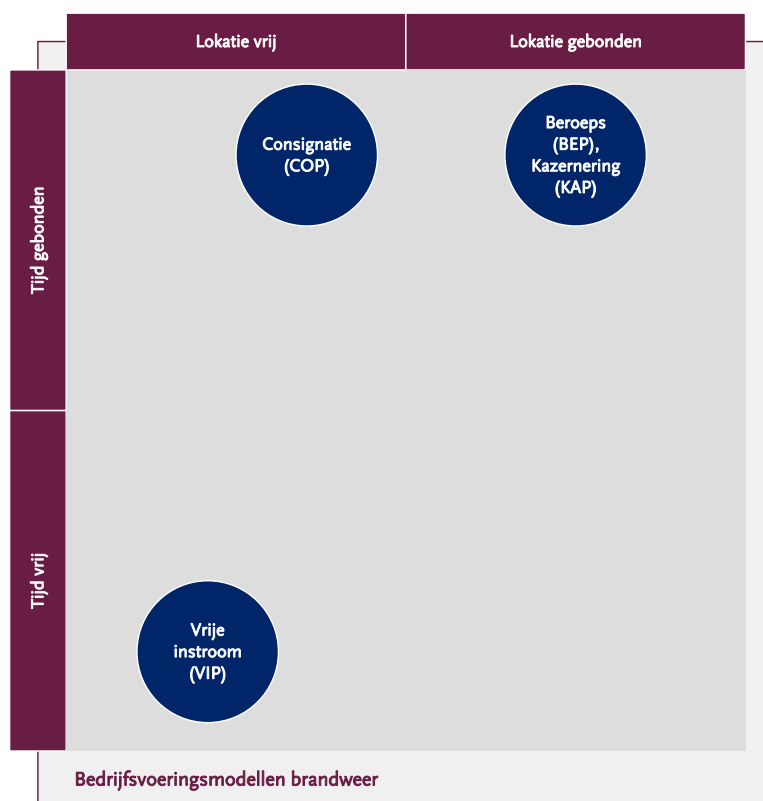 Lokatie vrij
Lokatie gebonden
Tijd gebonden
Consignatie
(COP)
Beroeps
(BEP),
Kazernering
(KAP)
Tijd vrij
Vrije
instroom
(VIP)
Bedrijfsvoeringsmodellen brandweer